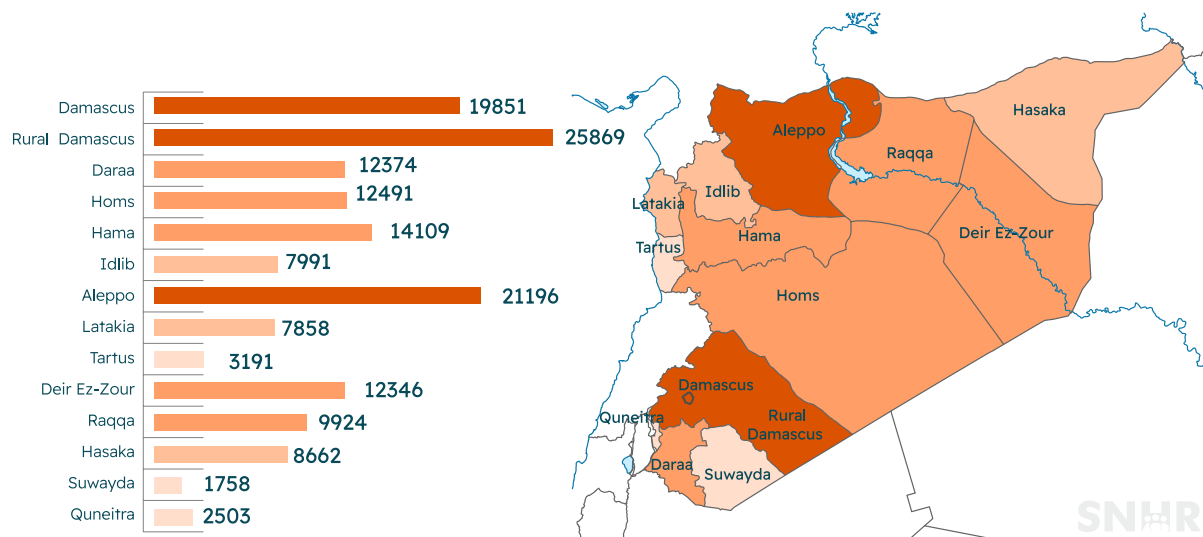 Damascus 19851
Rural Damascus 25869
Daraa 12374
Homs 12491
Hama 14109
Idlib 7991
Aleppo 21196
Latakia 7858
Tartus 3191
Deir Ez-Zour 12346
Raqqa 9924
Hasaka 8662
Suwayda 1758
Quneitra 2503
Hasaka
Aleppo
Raqqa
Idlib
Latakia
Hama
Deir Ez-Zour
Tartus
Homs
Damascus
Quneitra
Rural
Damascus
Daraa
Suwayda
SNHR